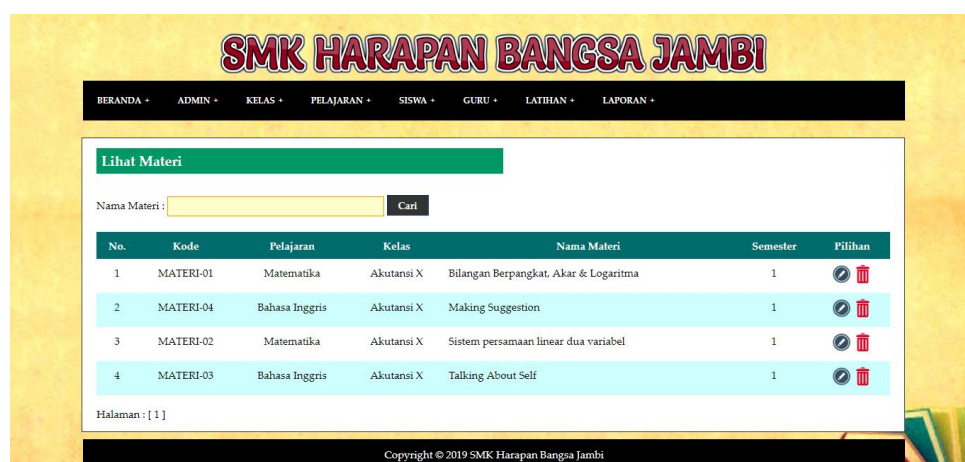 SMK HARAPAN BANGSA JAMBI
BERANDA + ADMIN + KELAS + PELAJARAN + SISWA + GURU + LATIHAN + LAPORAN +
Lihat Materi
Nama Materi : Cari
No. Kode Pelajaran Kelas Nama Materi Semester Pilihan
1 MATERI-01 Matematika Akutansi X Bilangan Berpangkat, Akar & Logaritma 1
2 MATERI-04 Bahasa Inggris Akutansi X Making Suggestion 1
3 MATERI-02 Matematika Akutansi X Sistem persamaan linear dua variabel 1
4 MATERI-03 Bahasa Inggris Akutansi X Talking About Self 1
Halaman : [ 1 ]
Copyright © 2019 SMK Harapan Bangsa Jambi